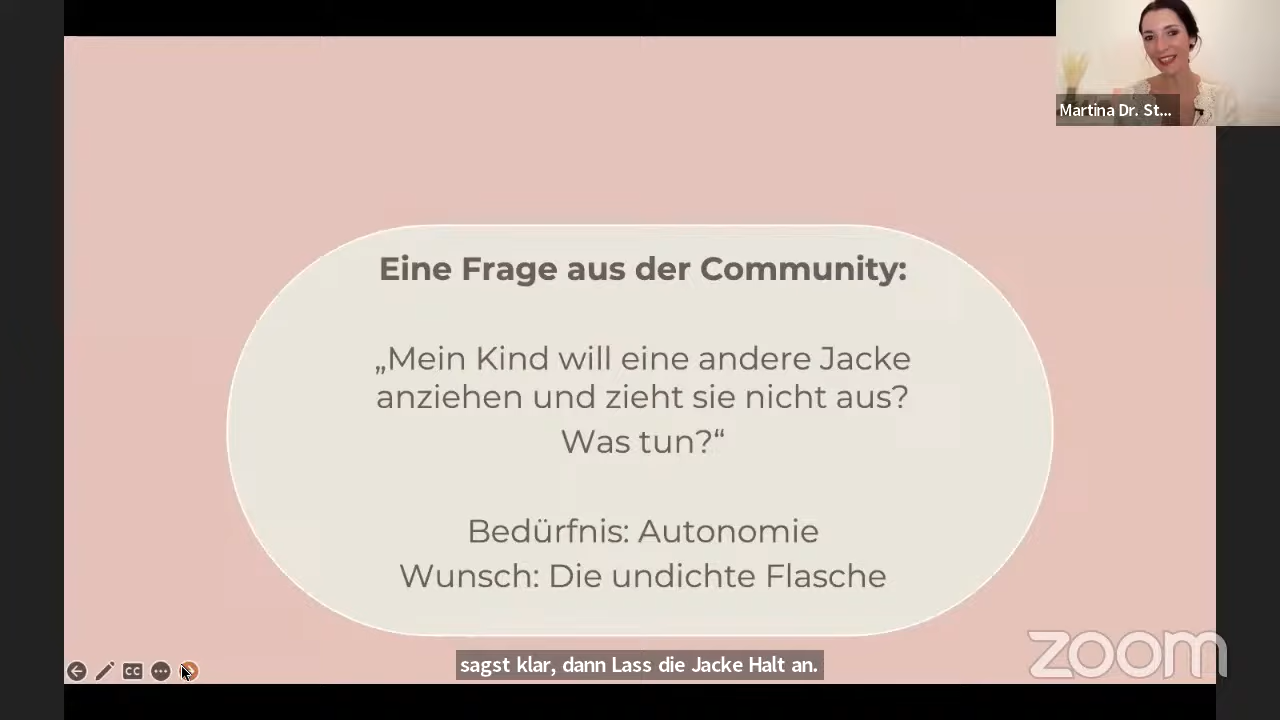 Martina Dr. St...
Eine Frage aus der Community:
„Mein Kind will eine andere Jacke
anziehen und zieht sie nicht aus?
Was tun?“
Bedürfnis: Autonomie
Wunsch: Die undichte Flasche
zoom
CC
sagst klar, dann Lass die Jacke Halt an.